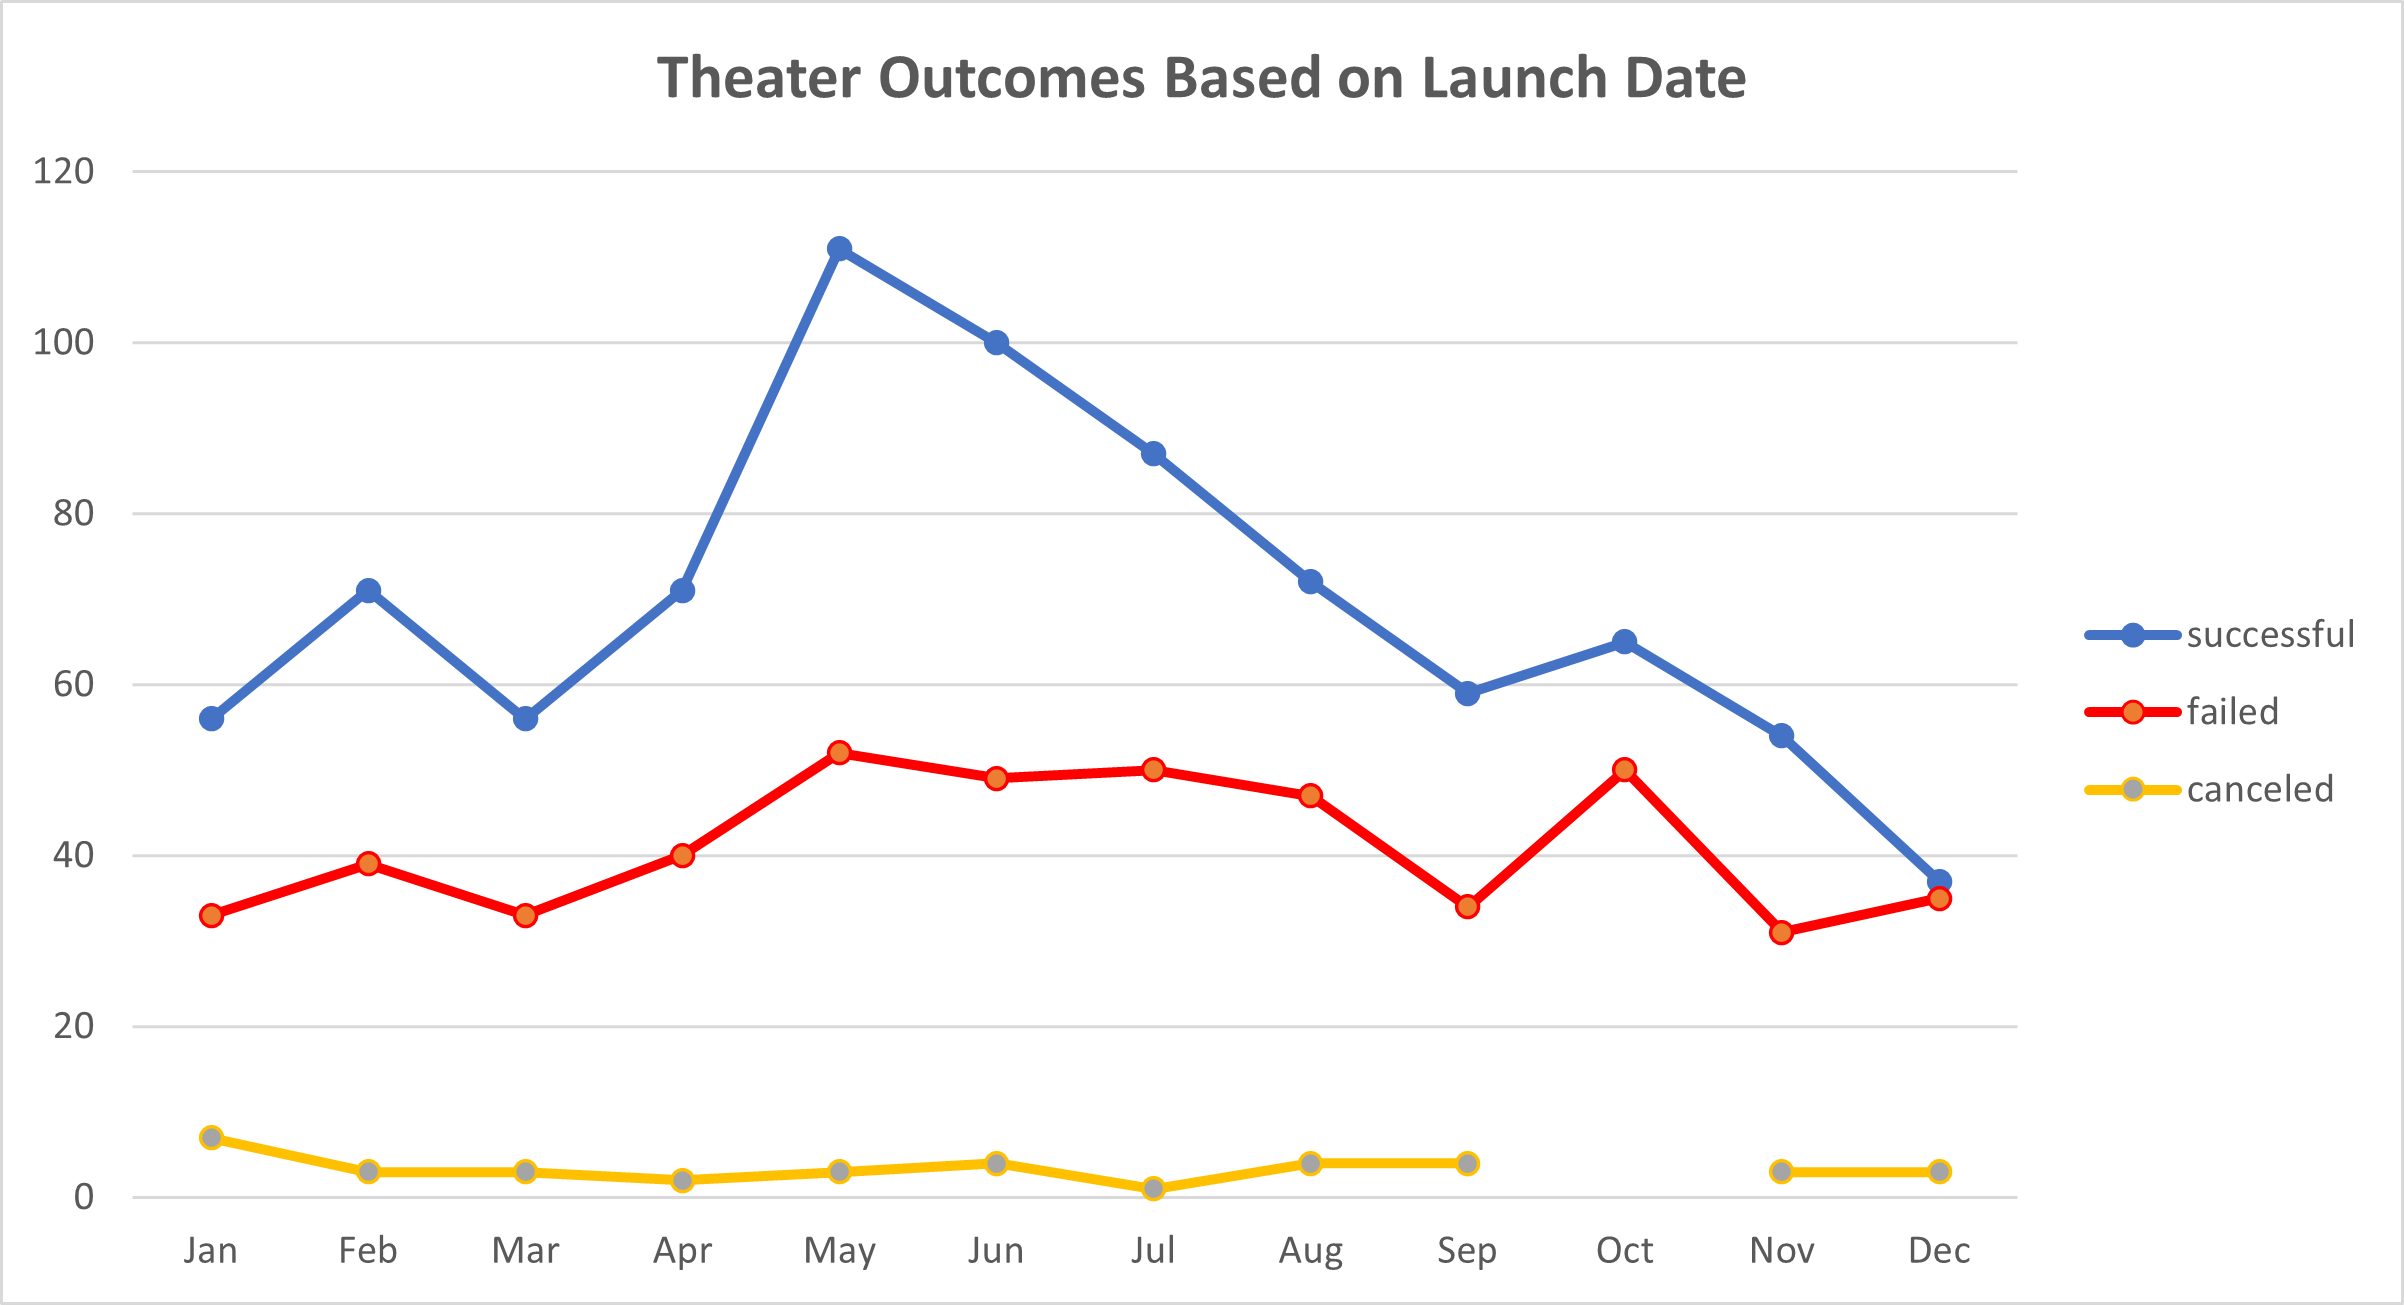 Theater Outcomes Based on Launch Date
120
100
80
60
40
20
0
Jan Feb Mar Apr May Jun Jul Aug Sep Oct Nov Dec
successful
failed
canceled